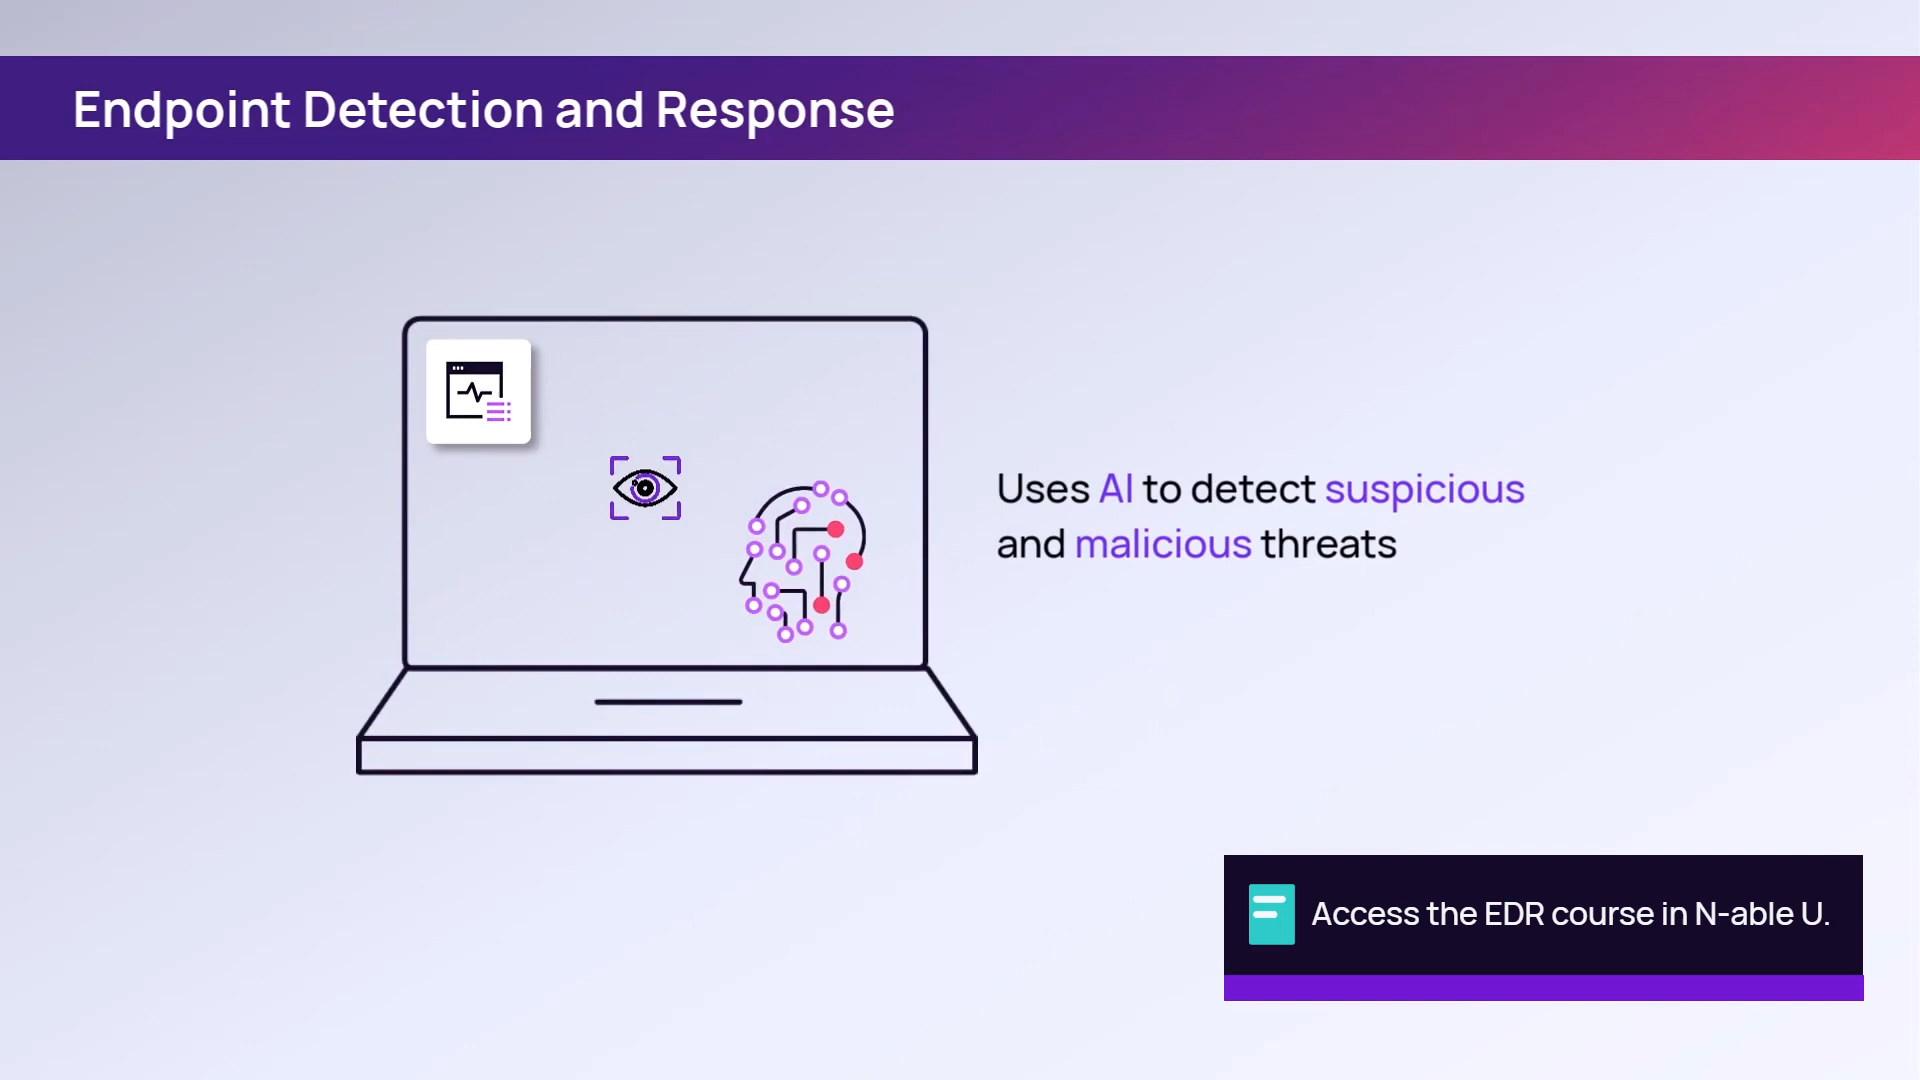 Endpoint Detection and Response
Uses AI to detect suspicious
and malicious threats
Access the EDR course in N-able U.